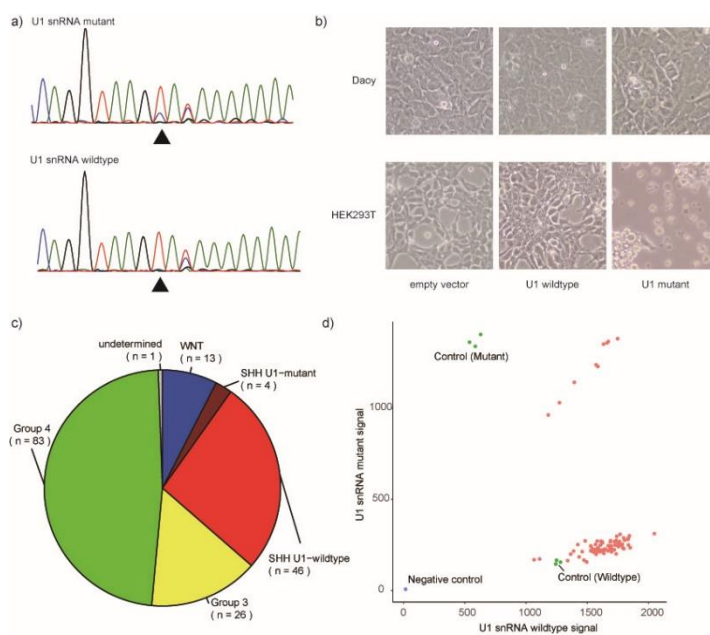 a)
U1 snRNA mutant
U1 snRNA wildtype
b)
Daoy
HEK293T
empty vector
U1 wildtype
U1 mutant
c)
undetermined
( n = 1 )
WNT
( n = 13 )
SHH U1−mutant
( n = 4 )
Group 4
( n = 83 )
SHH U1−wildtype
( n = 46 )
Group 3
( n = 26 )
d)
U1 snRNA mutant signal
1000
500
0
Control (Mutant)
Control (Wildtype)
Negative control
0
500
1000
1500
2000
U1 snRNA wildtype signal